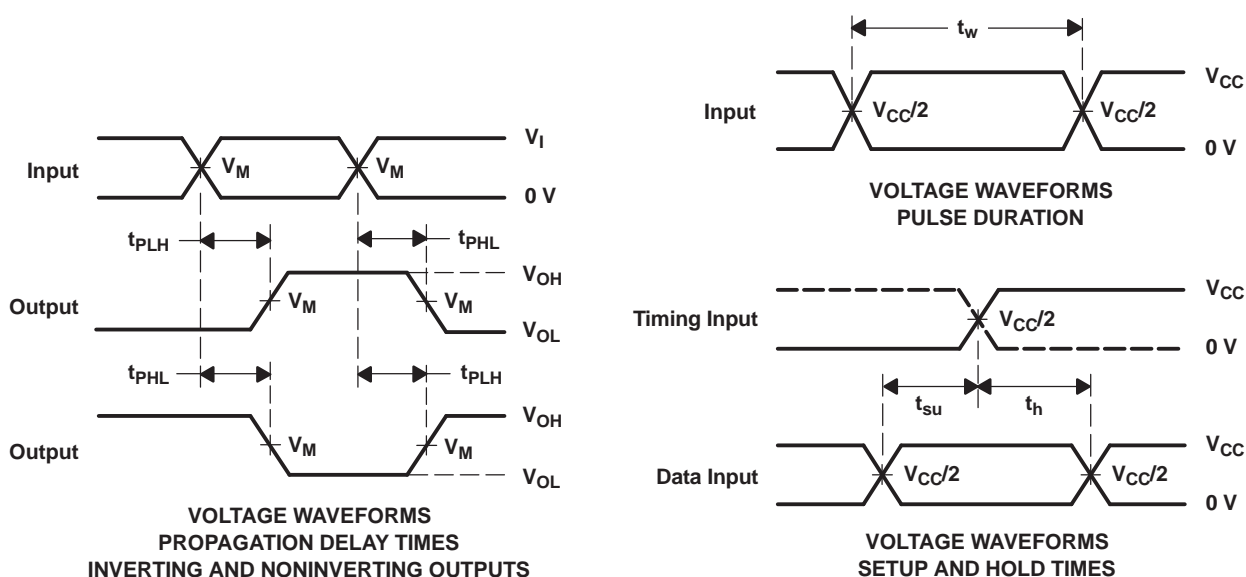 Input
V_M
V_M
V_I
0 V
t_PLH
t_PHL
Output
V_M
V_M
V_OH
V_OL
t_PHL
t_PLH
Output
V_M
V_M
V_OH
V_OL
VOLTAGE WAVEFORMS
PROPAGATION DELAY TIMES
INVERTING AND NONINVERTING OUTPUTS
t_w
Input
V_CC/2
V_CC/2
V_CC
0 V
VOLTAGE WAVEFORMS
PULSE DURATION
Timing Input
V_CC/2
V_CC
0 V
t_su
t_h
Data Input
V_CC/2
V_CC/2
V_CC
0 V
VOLTAGE WAVEFORMS
SETUP AND HOLD TIMES